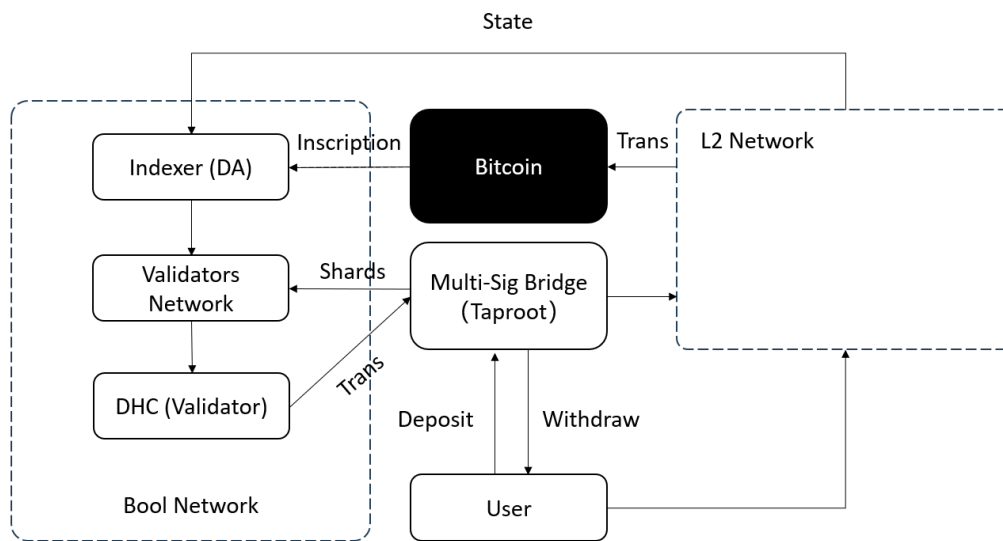 State
Inscription
Bitcoin
Trans
L2 Network
Indexer (DA)
Validators
Network
Shards
Multi-Sig Bridge
(Taproot)
DHC (Validator)
Trans
Deposit
Withdraw
Bool Network
User